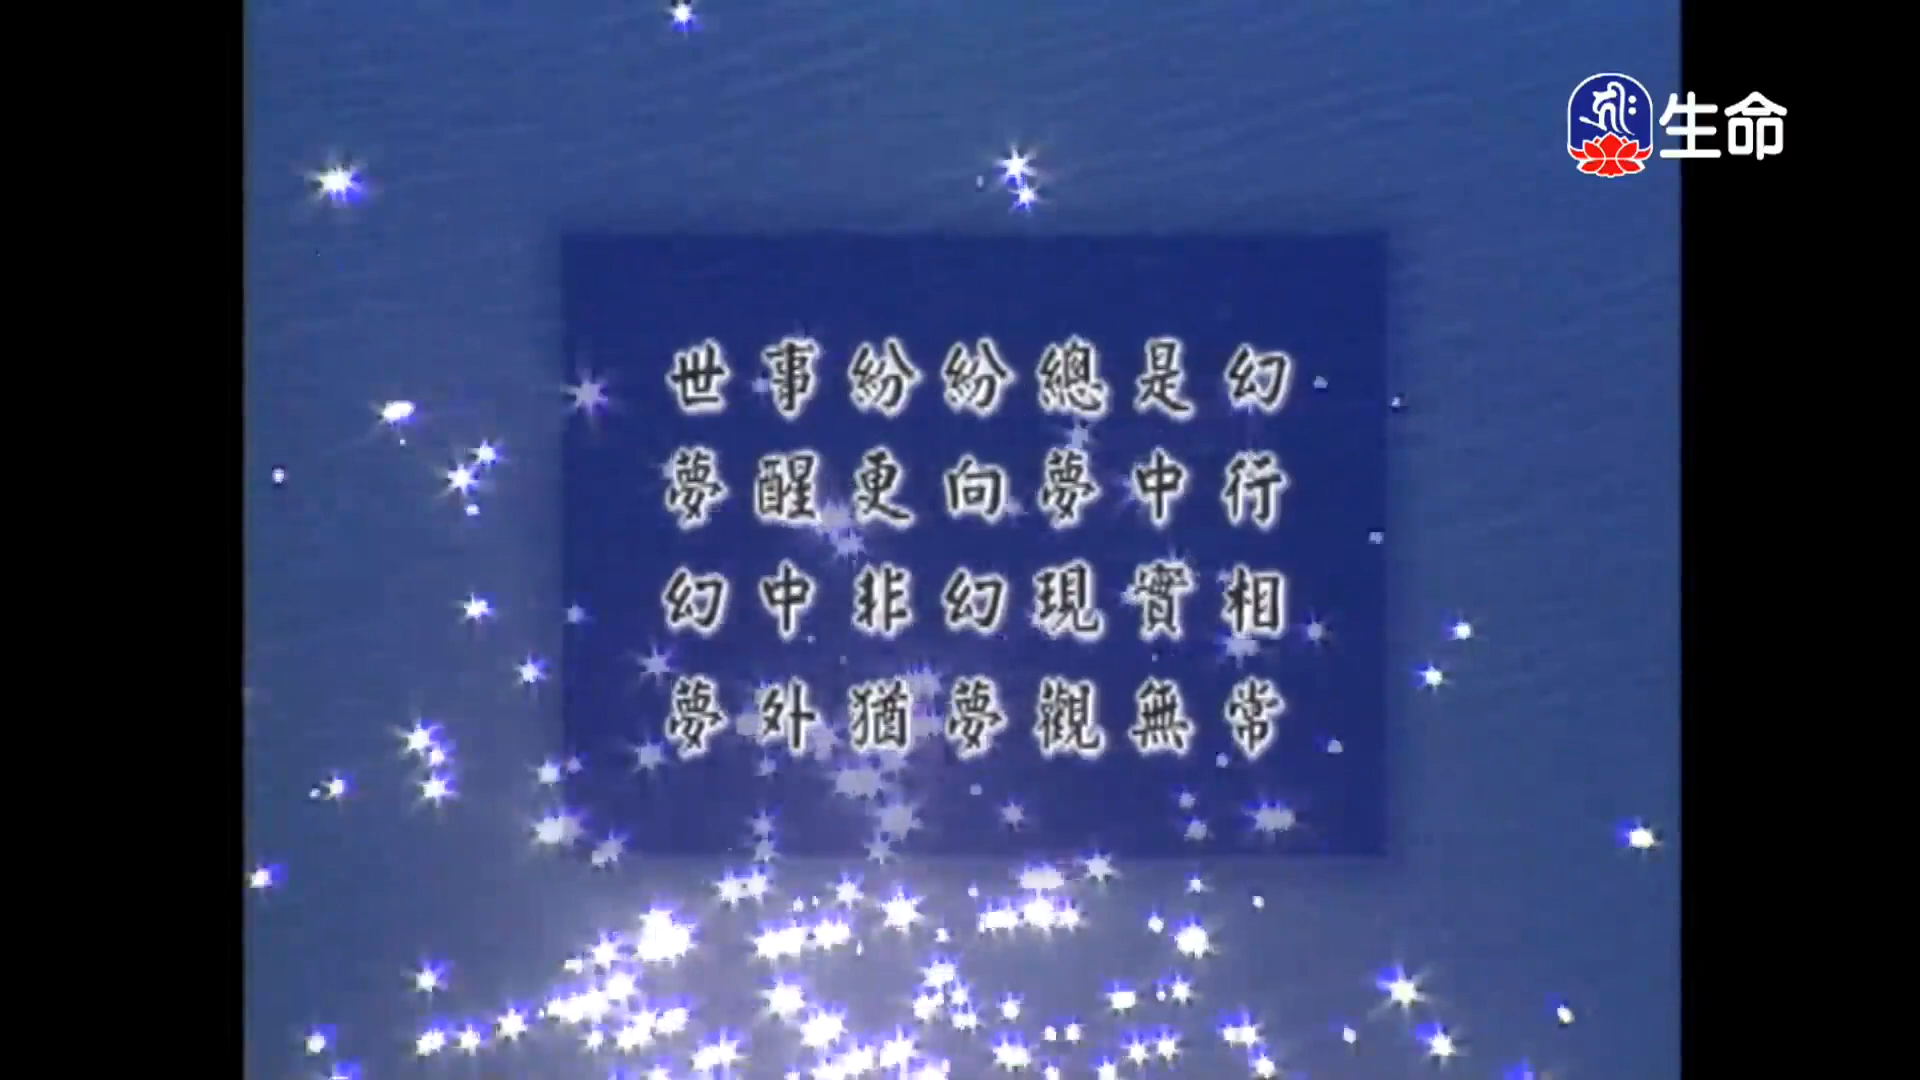 生命
世事紛紛總是幻
夢醒更向夢中行
幻中非幻現實相
夢外猶夢觀無常